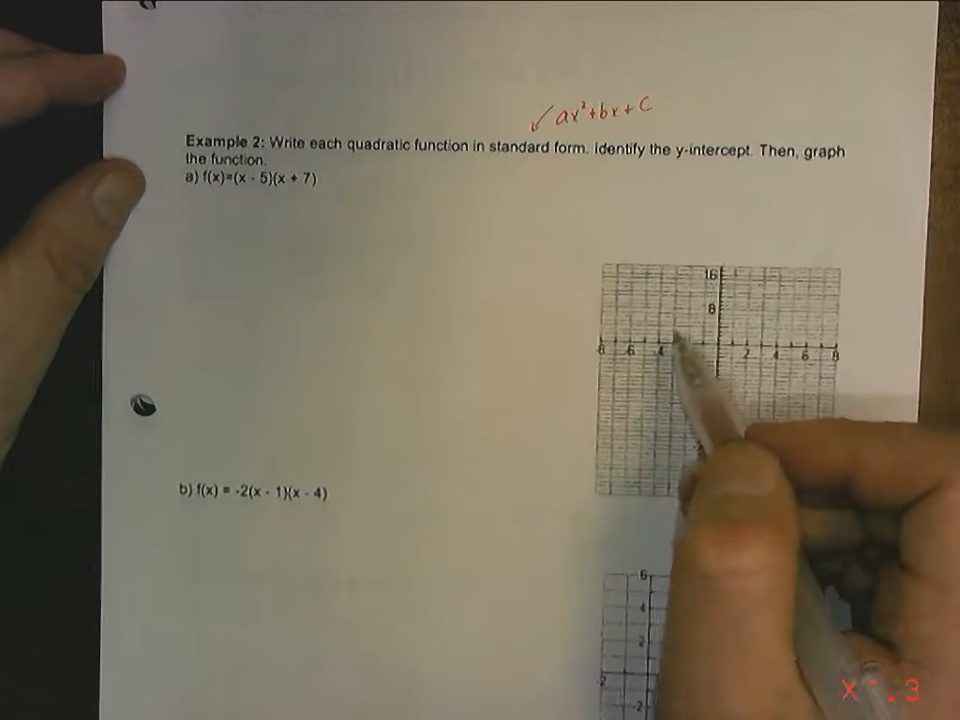 ax²+bx+c
Example 2: Write each quadratic function in standard form. Identify the y-intercept. Then, graph
the function.
a) f(x)=(x - 5)(x + 7)
16
8
-8 -6 4 2 4 6 8
b) f(x) = -2(x - 1)(x - 4)
6
4
2
-2
-2